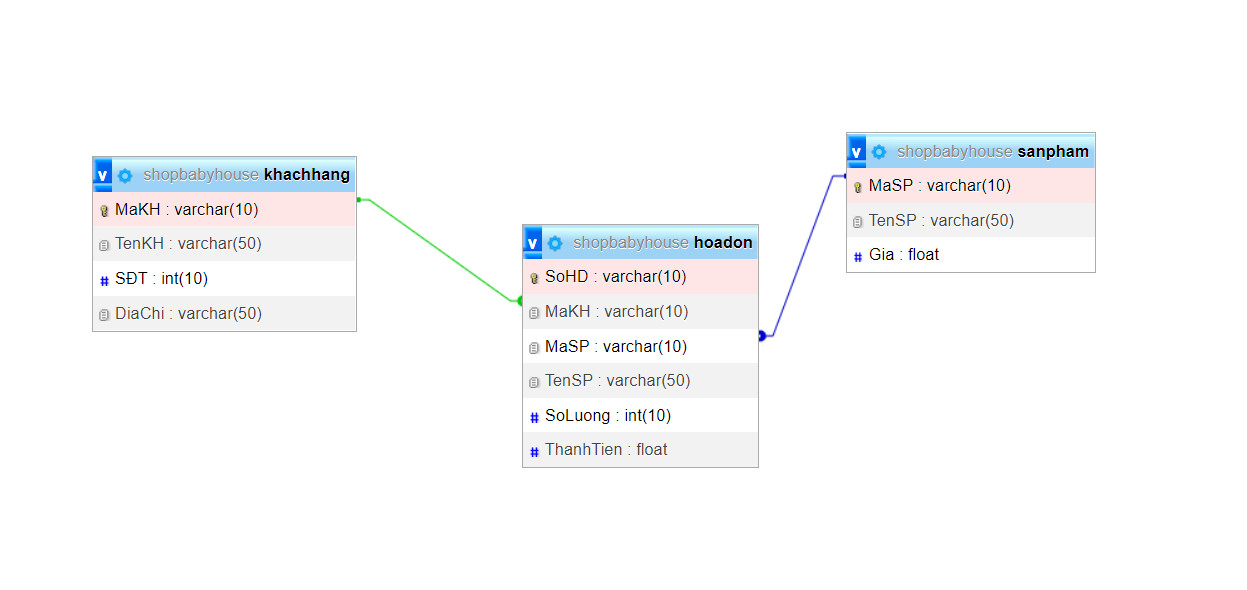 v shopbabyhouse khachhang
MaKH : varchar(10)
TenKH : varchar(50)
# SĐT : int(10)
DiaChi : varchar(50)
v shopbabyhouse hoadon
SoHD : varchar(10)
MaKH : varchar(10)
MaSP : varchar(10)
TenSP : varchar(50)
# SoLuong : int(10)
# ThanhTien : float
v shopbabyhouse sanpham
MaSP : varchar(10)
TenSP : varchar(50)
# Gia : float